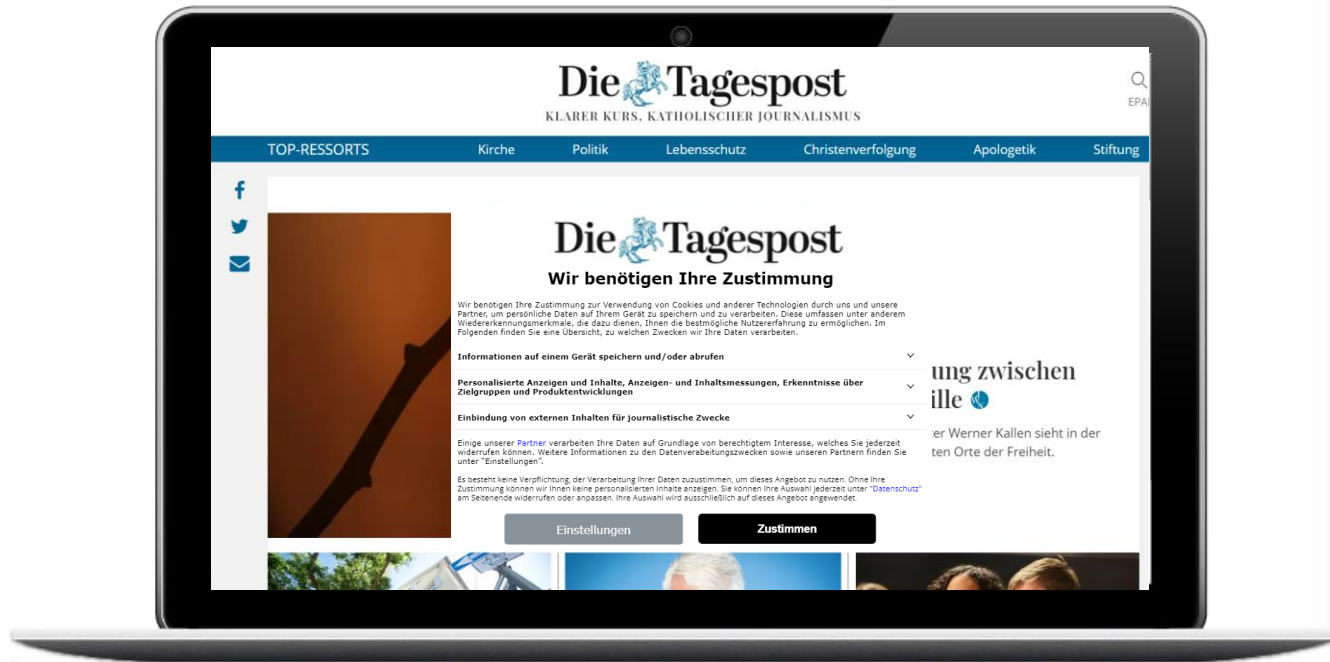 Die Tagespost
KLARER KURS, KATHOLISCHER JOURNALISMUS
TOP-RESSORTS Kirche Politik Lebensschutz Christenverfolgung Apologetik Stiftung
Die Tagespost
Wir benötigen Ihre Zustimmung
Wir benötigen Ihre Zustimmung zur Verwendung von Cookies und anderer Technologien durch uns und unsere
Partner, um persönliche Daten auf Ihrem Gerät zu speichern und zu verarbeiten. Diese umfassen unter anderem
Wiedererkennungsmerkmale, die dazu dienen, Ihnen die bestmögliche Nutzererfahrung zu ermöglichen. Im
Folgenden finden Sie eine Übersicht, zu welchen Zwecken wir Ihre Daten verarbeiten.
Informationen auf einem Gerät speichern und/oder abrufen
Personalisierte Anzeigen und Inhalte, Anzeigen- und Inhaltsmessungen, Erkenntnisse über
Zielgruppen und Produktentwicklungen
Einbindung von externen Inhalten für journalistische Zwecke
Einige unserer Partner verarbeiten Ihre Daten auf Grundlage von berechtigtem Interesse, welches Sie jederzeit
widerrufen können. Weitere Informationen zu den Datenverabeitungszwecken sowie unseren Partnern finden Sie
unter "Einstellungen".
Es besteht keine Verpflichtung, der Verarbeitung Ihrer Daten zuzustimmen, um dieses Angebot zu nutzen. Ohne Ihre
Zustimmung können wir Ihnen keine personalisierten Inhalte anzeigen. Sie können Ihre Auswahl jederzeit unter "Datenschutz"
am Seitenende widerrufen oder anpassen. Ihre Auswahl wird ausschließlich auf dieses Angebot angewendet.
Einstellungen Zustimmen
ung zwischen
ille
er Werner Kallen sieht in der
ten Orte der Freiheit.